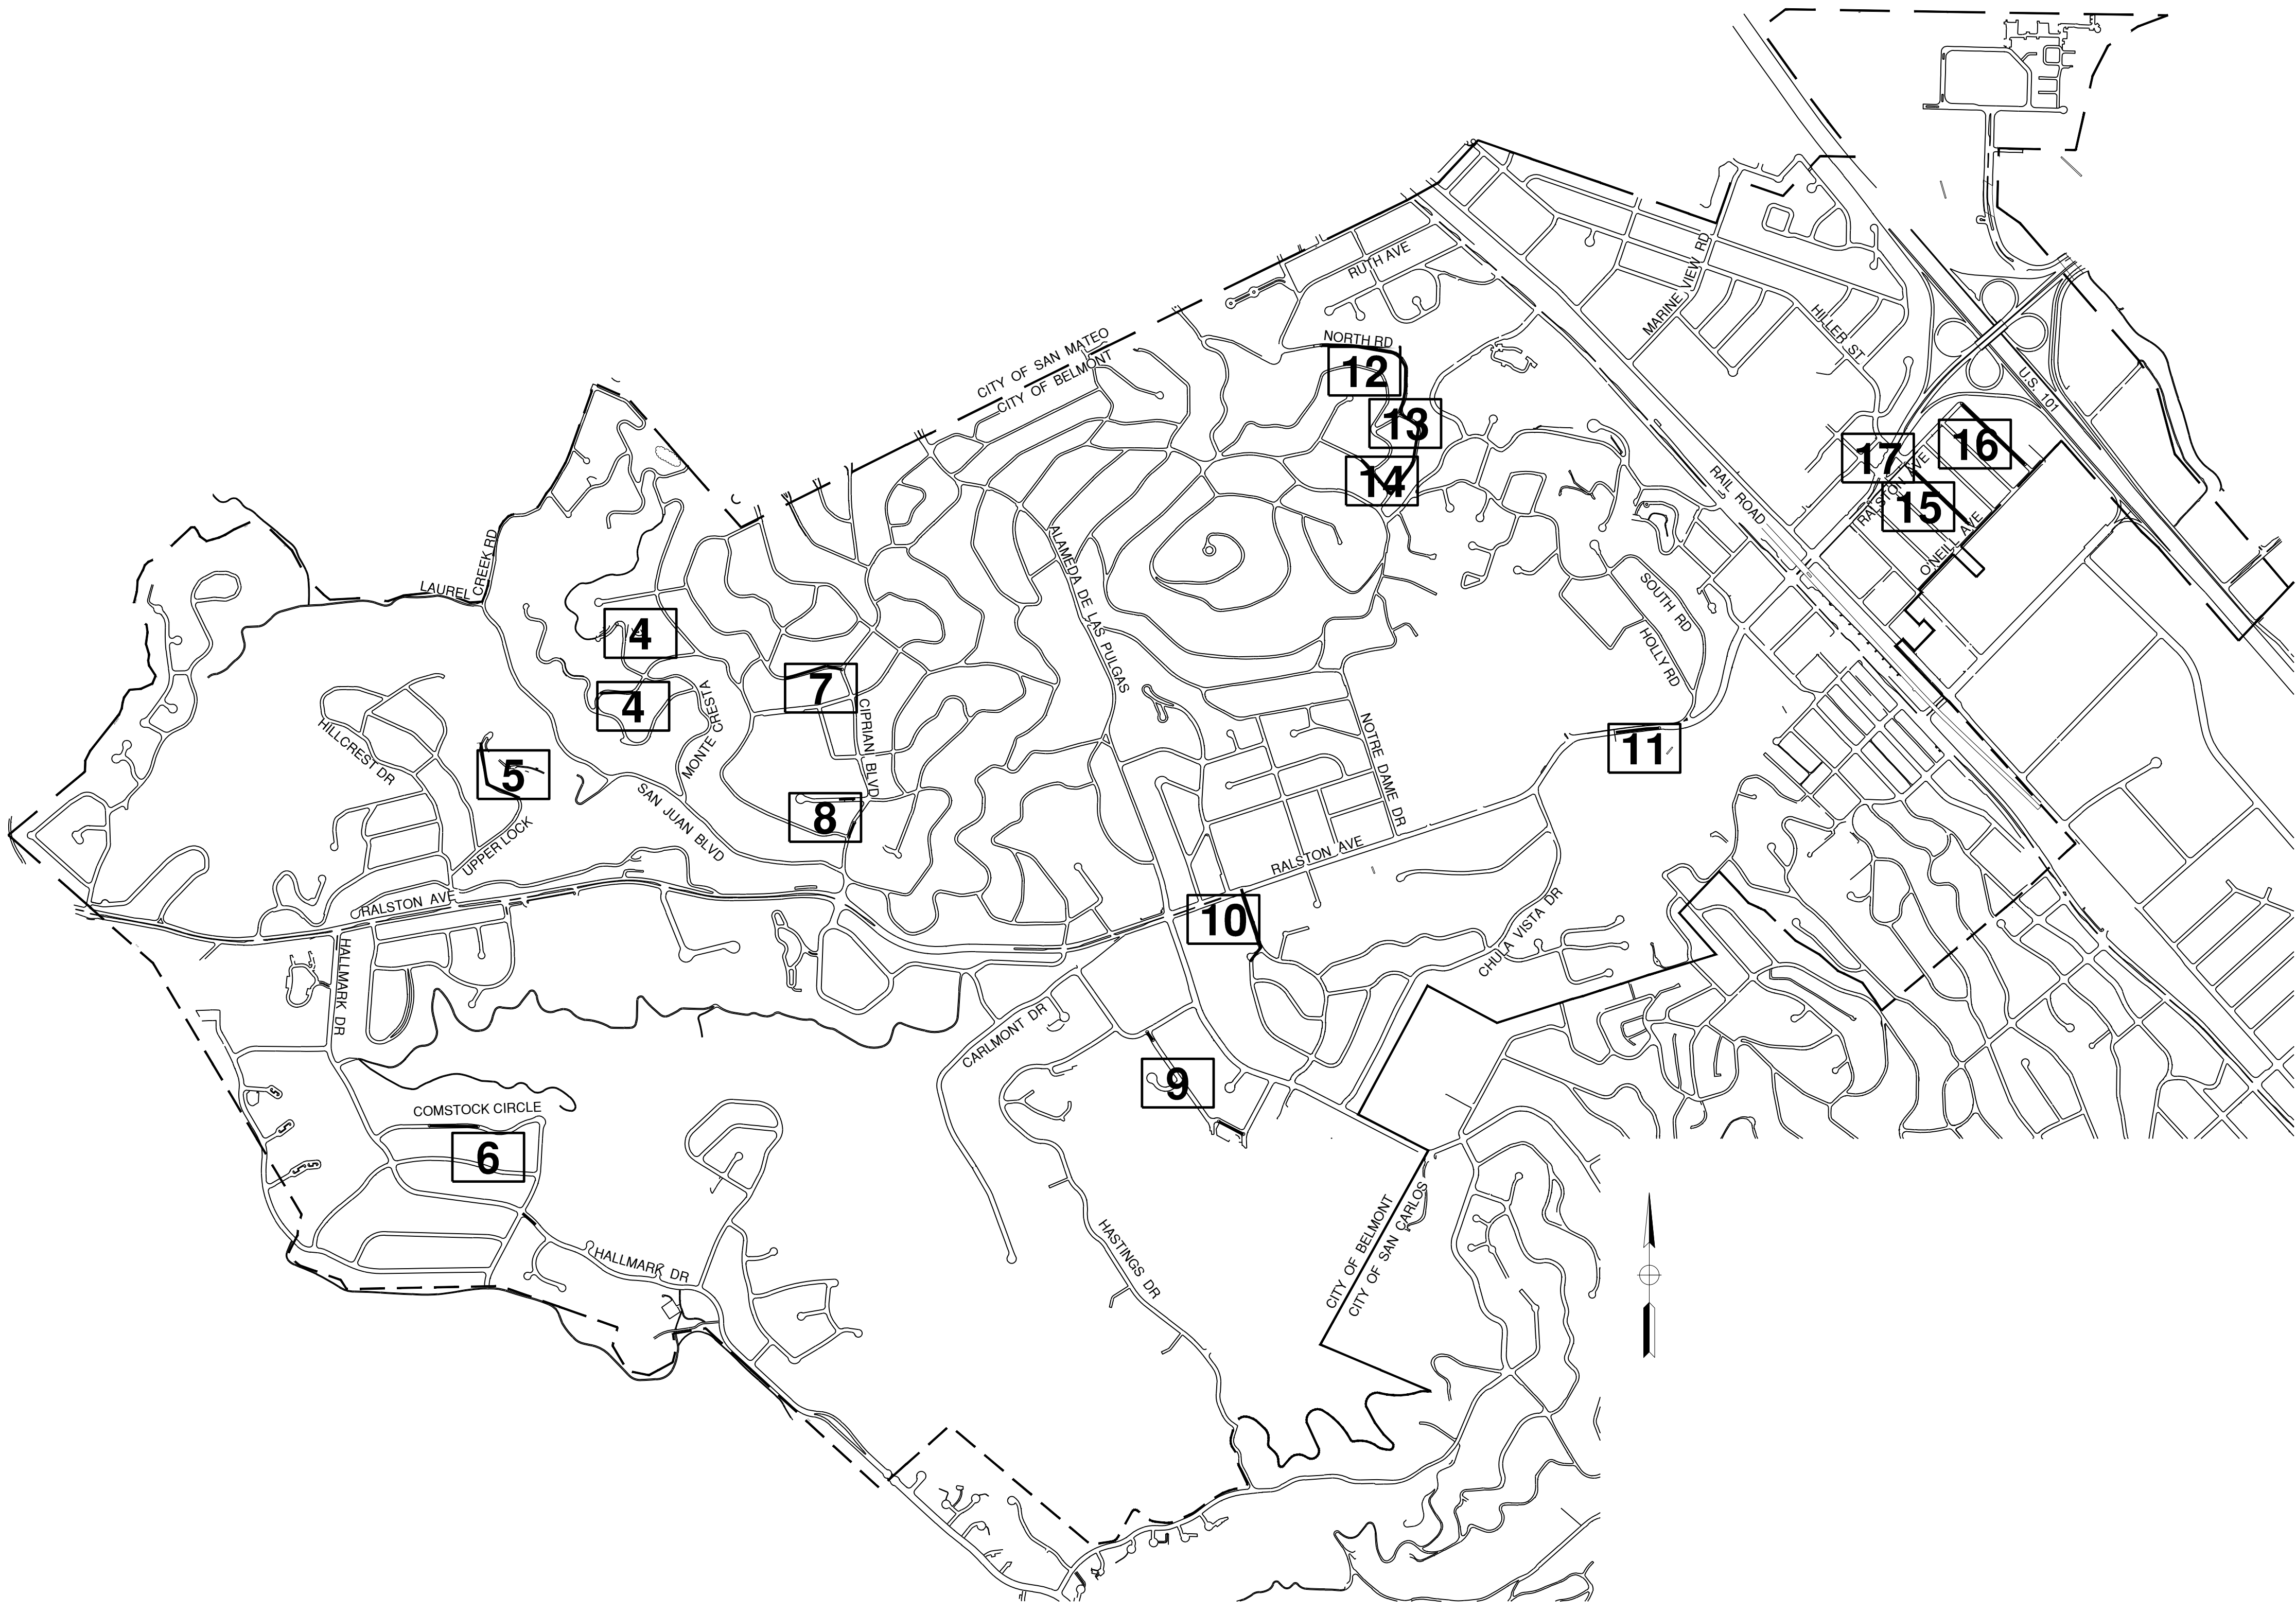 RUTH AVE
MARINE VIEW RD
HILLER ST
NORTH RD
CITY OF SAN MATEO
CITY OF BELMONT
12
13
14
U.S. 101
16
17
RALSTON AVE
15
O'NEIL AVE
RAIL ROAD
LAUREL CREEK RD
ALAMEDA DE LAS PULGAS
SOUTH RD
HOLLY RD
4
4
7
MONTE CRESTA
CIPRIANI BLVD
NOTRE DAME DR
HILLCREST DR
5
11
SAN JUAN BLVD
8
UPPER LOCK
RALSTON AVE
RALSTON AVE
10
CHULA VISTA DR
HALLMARK DR
CARLMONT DR
9
COMSTOCK CIRCLE
6
HALLMARK DR
HASTINGS DR
CITY OF BELMONT
CITY OF SAN CARLOS